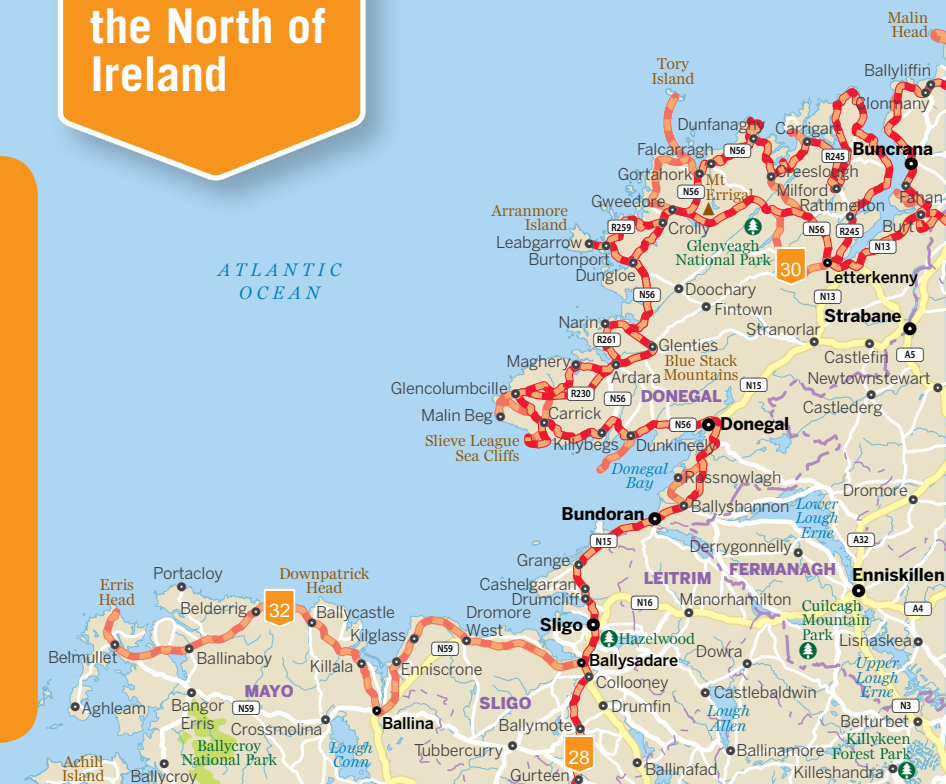 the North of
Ireland
Malin
Head
Tory
Island
Ballyliffin
Clonmany
Dunfanaghy
Carrigart
Falcarragh
N56
R245
Buncrana
Gortahork
Creeslough
Mt
Errigal
N56
Milford
Fahan
Gweedore
Rathmelton
Arranmore
Island
R259
Crolly
N56
R245
Burt
Leabgarrow
Glenveagh
National Park
N13
Burtonport
30
Dungloe
Letterkenny
ATLANTIC
OCEAN
N56
Doochary
N13
Fintown
Strabane
Narin
Stranorlar
R261
Glenties
Castlefin
A5
Maghery
Blue Stack
Mountains
Ardara
Newtownstewart
N15
Glencolumbcille
R230
N56
DONEGAL
Castlederg
Malin Beg
Carrick
N56
Donegal
Slieve League
Sea Cliffs
Killybegs
Dunkineely
Donegal
Bay
Rossnowlagh
Dromore
Ballyshannon
Lower
Lough
Erne
Bundoran
N15
Derrygonnelly
A32
Grange
LEITRIM
FERMANAGH
Enniskillen
Cashelgarran
Drumcliff
N16
Manorhamilton
A4
Portacloy
Downpatrick
Head
Erris
Head
Belderrig
32
Ballycastle
Dromore
West
Sligo
Cuilcagh
Mountain
Park
Kilglass
Hazelwood
Lisnaskea
Belmullet
Ballinaboy
Killala
N59
Ballysadare
Dowra
Enniscrone
Upper
Lough
Erne
Collooney
MAYO
SLIGO
Castlebaldwin
Aghleam
Bangor
Erris
N59
Drumfin
Lough
Allen
N3
Crossmolina
Ballina
Ballymote
Belturbet
Ballycroy
National Park
Lough
Conn
Tubbercurry
28
Ballinamore
Killykeen
Forest Park
Achill
Island
Ballycroy
Gurteen
Ballinafad
Killeshandra